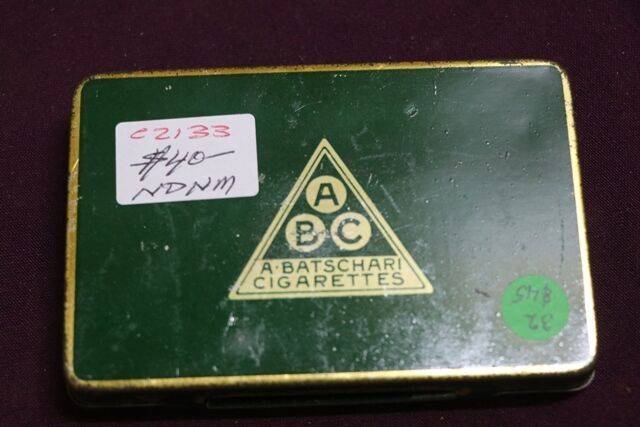 C2133
$40-
NDNM
A
B C
A·BATSCHARI
CIGARETTES
32
$45